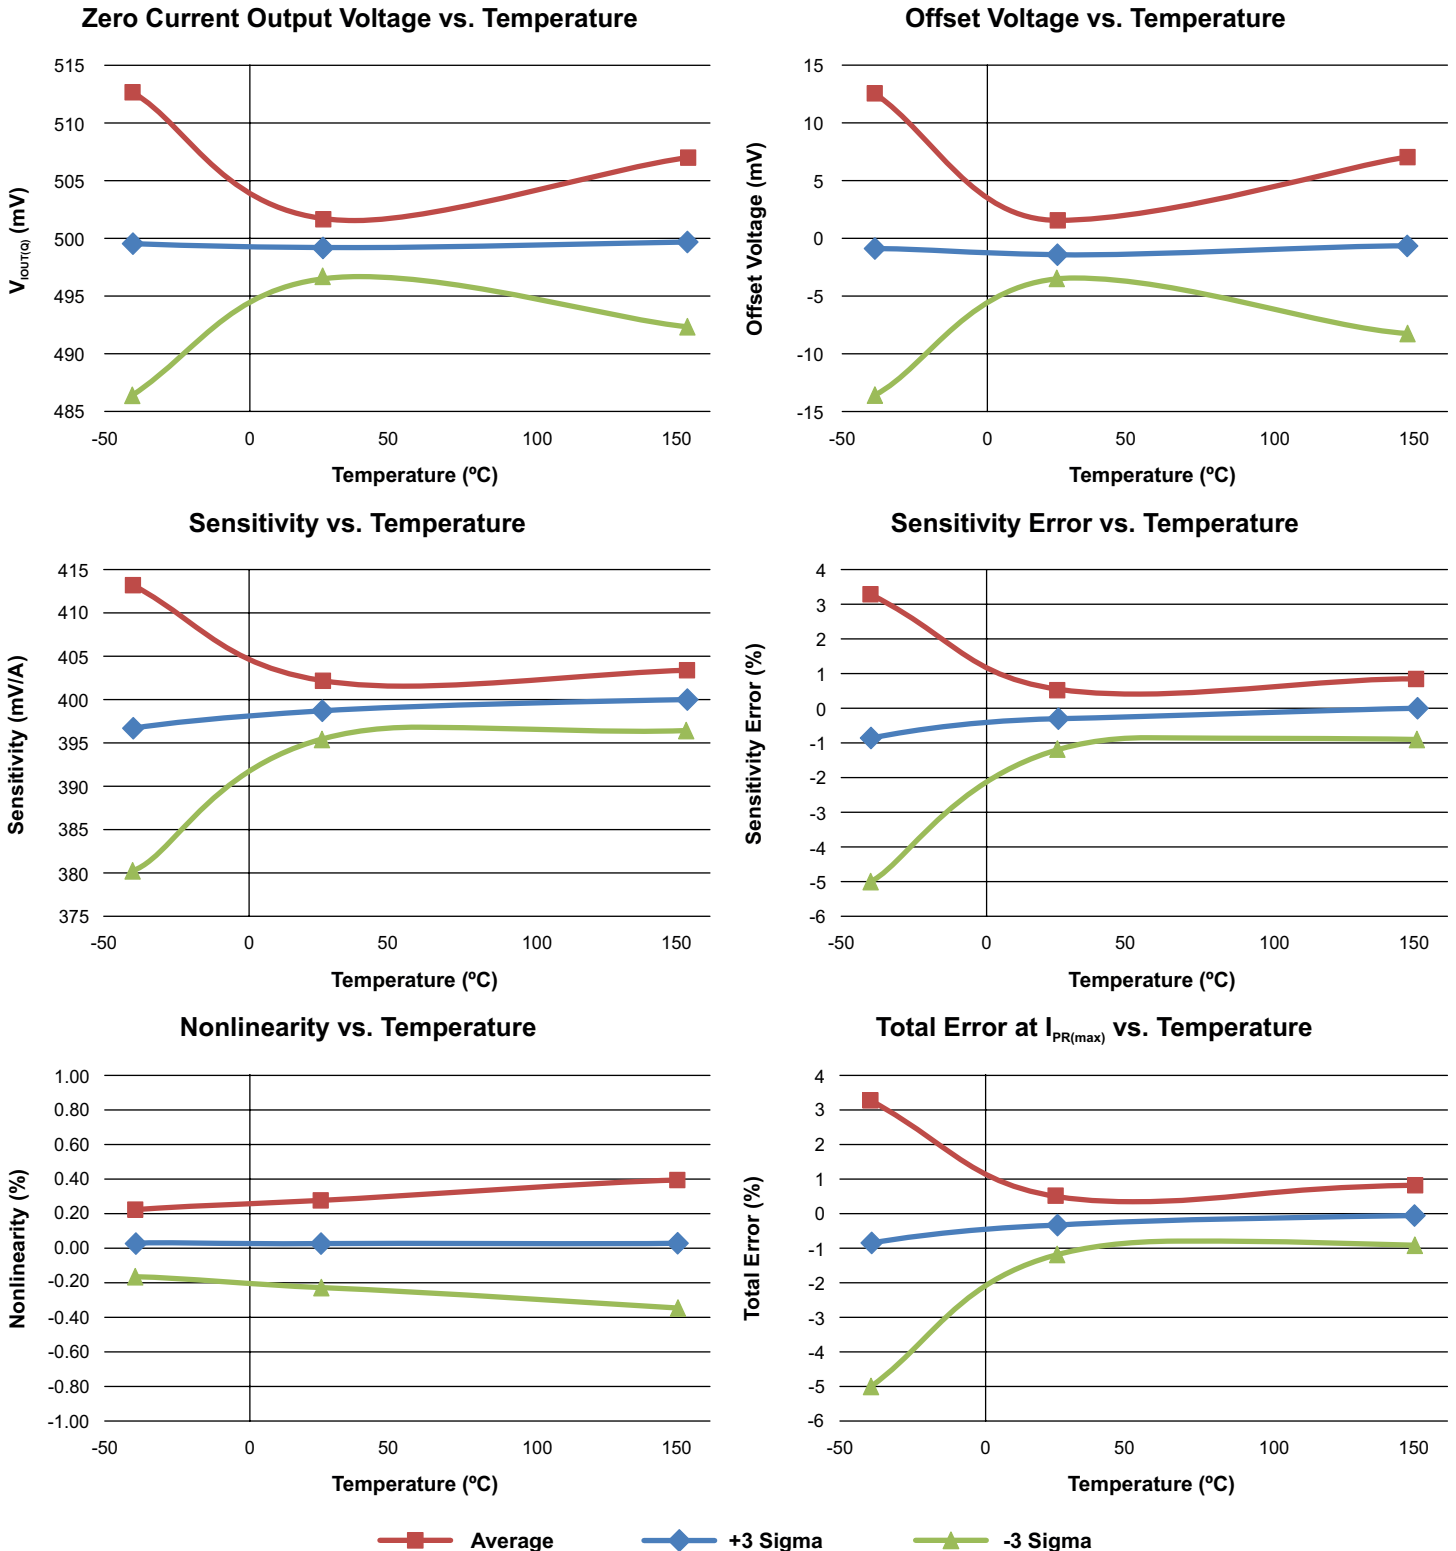 Zero Current Output Voltage vs. Temperature
515
510
505
500
495
490
485
V_IOUT(Q) (mV)
-50 0 50 100 150
Temperature (ºC)
Offset Voltage vs. Temperature
15
10
5
0
-5
-10
-15
Offset Voltage (mV)
-50 0 50 100 150
Temperature (ºC)
Sensitivity vs. Temperature
415
410
405
400
395
390
385
380
375
Sensitivity (mV/A)
-50 0 50 100 150
Temperature (ºC)
Sensitivity Error vs. Temperature
4
3
2
1
0
-1
-2
-3
-4
-5
-6
Sensitivity Error (%)
-50 0 50 100 150
Temperature (ºC)
Nonlinearity vs. Temperature
1.00
0.80
0.60
0.40
0.20
0.00
-0.20
-0.40
-0.60
-0.80
-1.00
Nonlinearity (%)
-50 0 50 100 150
Temperature (ºC)
Total Error at I_PR(max) vs. Temperature
4
3
2
1
0
-1
-2
-3
-4
-5
-6
Total Error (%)
-50 0 50 100 150
Temperature (ºC)
Average +3 Sigma -3 Sigma